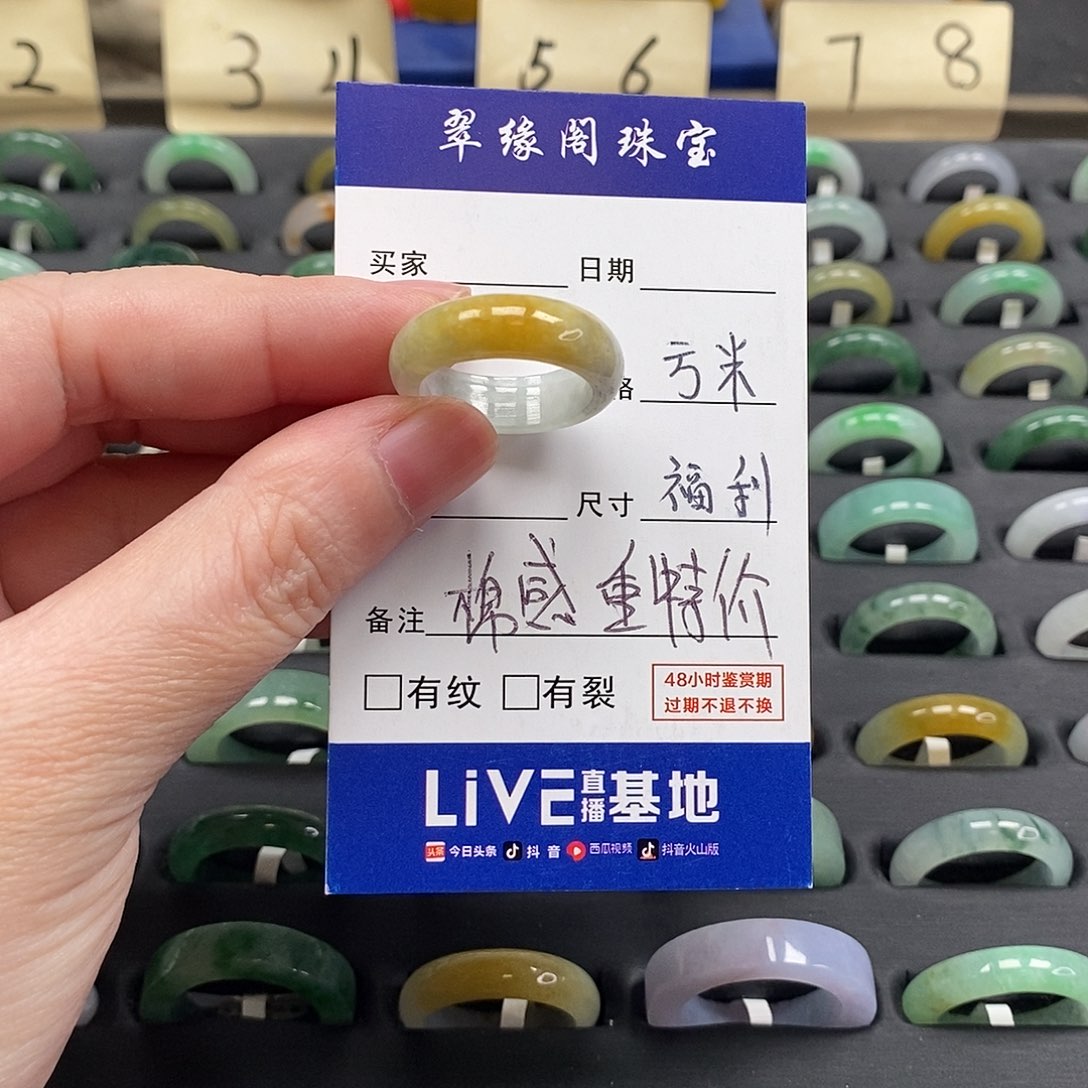 2
3 4
5 6
7 8
翠缘阁珠宝
买家 日期
格 亏米
尺寸 福利
备注 棉感重特价
□有纹 □有裂
48小时鉴赏期
过期不退不换
LiVE直播基地
头条 今日头条 抖音 西瓜视频 抖音火山版